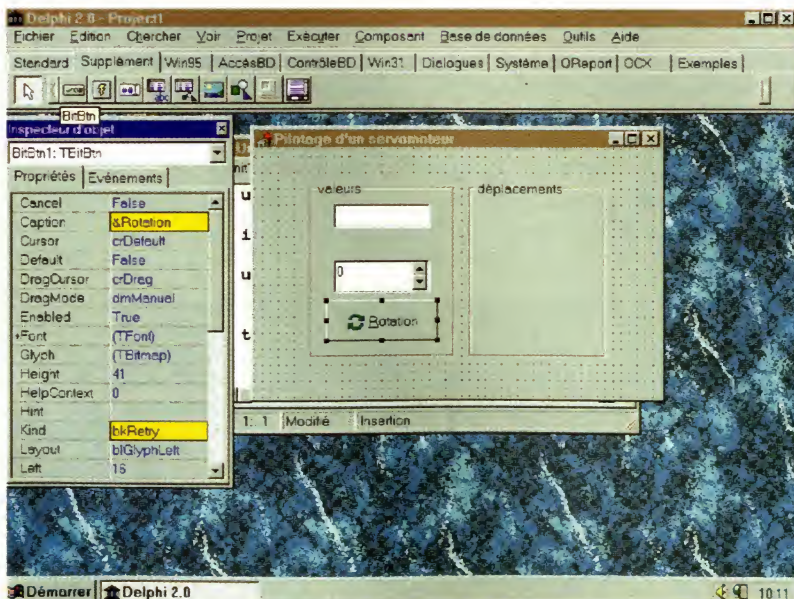 Delphi 2.0 - Project1
Fichier Edition Chercher Voir Projet Exécuter Composant Base de données Outils Aide
Standard Supplément Win95 AccèsBD ContrôleBD Win31 Dialogues Système QReport OCX Exemples
BitBtn
Inspecteur d'objet
BitBtn1: TBitBtn
Propriétés Evénements
Cancel False
Caption &Rotation
Cursor crDefault
Default False
DragCursor crDrag
DragMode dmManual
Enabled True
+Font (TFont)
Glyph (TBitmap)
Height 41
HelpContext 0
Hint
Kind bkRetry
Layout blGlyphLeft
Left 16
Pilotage d'un servomoteur
valeurs
déplacements
0
Rotation
u
i
u
t
1: 1 Modifié Insertion
Démarrer Delphi 2.0
10:11